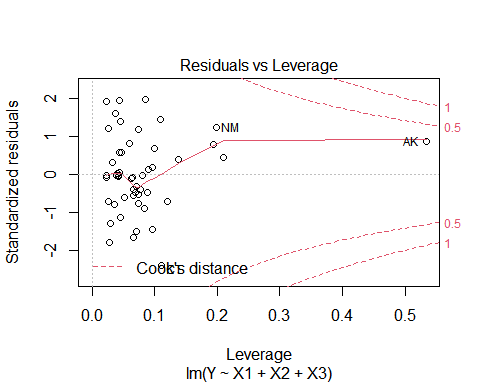 Residuals vs Leverage
Standardized residuals
2
1
0
-1
-2
NM
AK
1
0.5
0.5
1
Cook's distance
0.0
0.1
0.2
0.3
0.4
0.5
Leverage
lm(Y ~ X1 + X2 + X3)